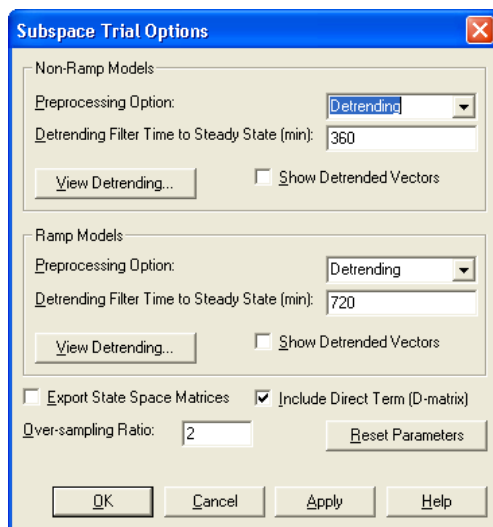 Subspace Trial Options
Non-Ramp Models
Preprocessing Option: Detrending
Detrending Filter Time to Steady State (min): 360
View Detrending... Show Detrended Vectors
Ramp Models
Preprocessing Option: Detrending
Detrending Filter Time to Steady State (min): 720
View Detrending... Show Detrended Vectors
Export State Space Matrices Include Direct Term (D-matrix)
Over-sampling Ratio: 2 Reset Parameters
OK Cancel Apply Help